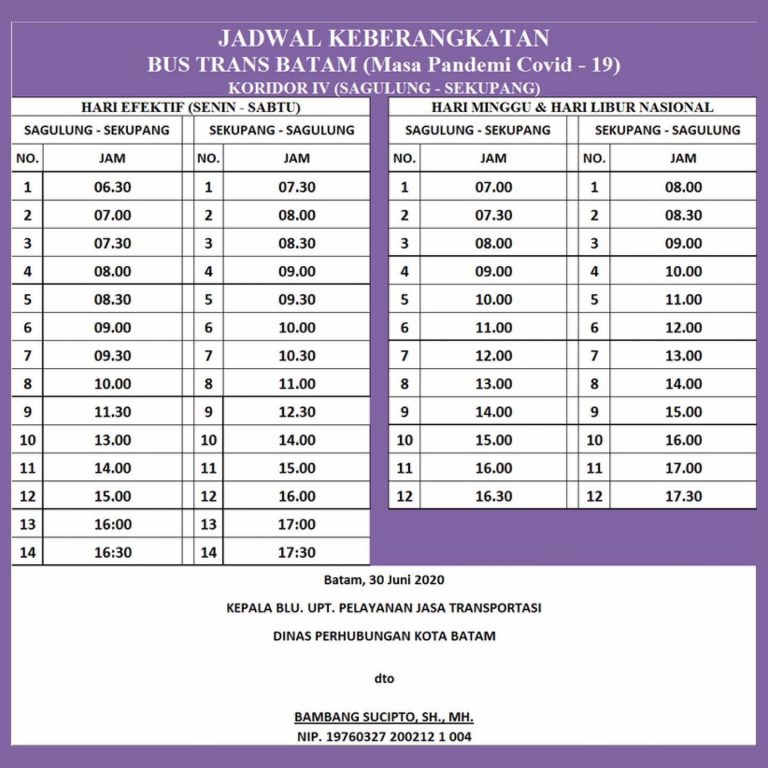 JADWAL KEBERANGKATAN
BUS TRANS BATAM (Masa Pandemi Covid - 19)
KORIDOR IV (SAGULUNG - SEKUPANG)
HARI EFEKTIF (SENIN - SABTU) HARI MINGGU & HARI LIBUR NASIONAL
SAGULUNG - SEKUPANG SEKUPANG - SAGULUNG SAGULUNG - SEKUPANG SEKUPANG - SAGULUNG
NO. JAM NO. JAM NO. JAM NO. JAM
1 06.30 1 07.30 1 07.00 1 08.00
2 07.00 2 08.00 2 07.30 2 08.30
3 07.30 3 08.30 3 08.00 3 09.00
4 08.00 4 09.00 4 09.00 4 10.00
5 08.30 5 09.30 5 10.00 5 11.00
6 09.00 6 10.00 6 11.00 6 12.00
7 09.30 7 10.30 7 12.00 7 13.00
8 10.00 8 11.00 8 13.00 8 14.00
9 11.30 9 12.30 9 14.00 9 15.00
10 13.00 10 14.00 10 15.00 10 16.00
11 14.00 11 15.00 11 16.00 11 17.00
12 15.00 12 16.00 12 16.30 12 17.30
13 16:00 13 17:00
14 16:30 14 17:30
Batam, 30 Juni 2020
KEPALA BLU. UPT. PELAYANAN JASA TRANSPORTASI
DINAS PERHUBUNGAN KOTA BATAM
dto
BAMBANG SUCIPTO, SH., MH.
NIP. 19760327 200212 1 004